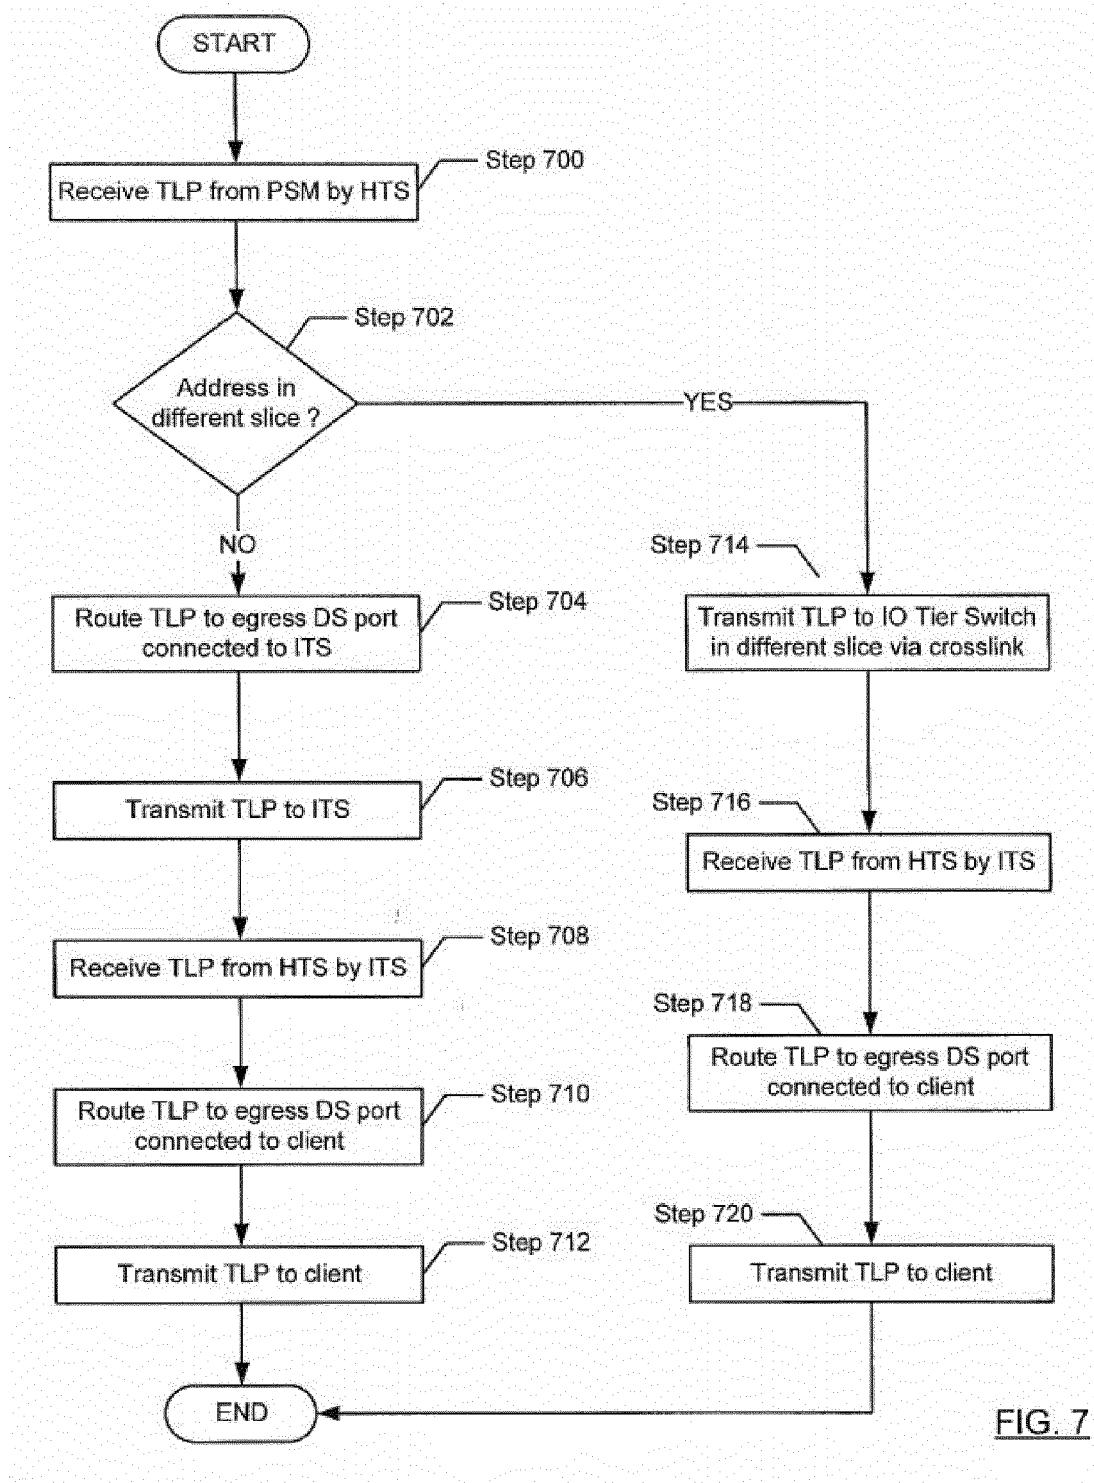 START
Step 700
Receive TLP from PSM by HTS
Step 702
Address in
different slice ?
YES
NO
Step 704
Route TLP to egress DS port
connected to ITS
Step 706
Transmit TLP to ITS
Step 708
Receive TLP from HTS by ITS
Step 710
Route TLP to egress DS port
connected to client
Step 712
Transmit TLP to client
Step 714
Transmit TLP to IO Tier Switch
in different slice via crosslink
Step 716
Receive TLP from HTS by ITS
Step 718
Route TLP to egress DS port
connected to client
Step 720
Transmit TLP to client
END
FIG. 7